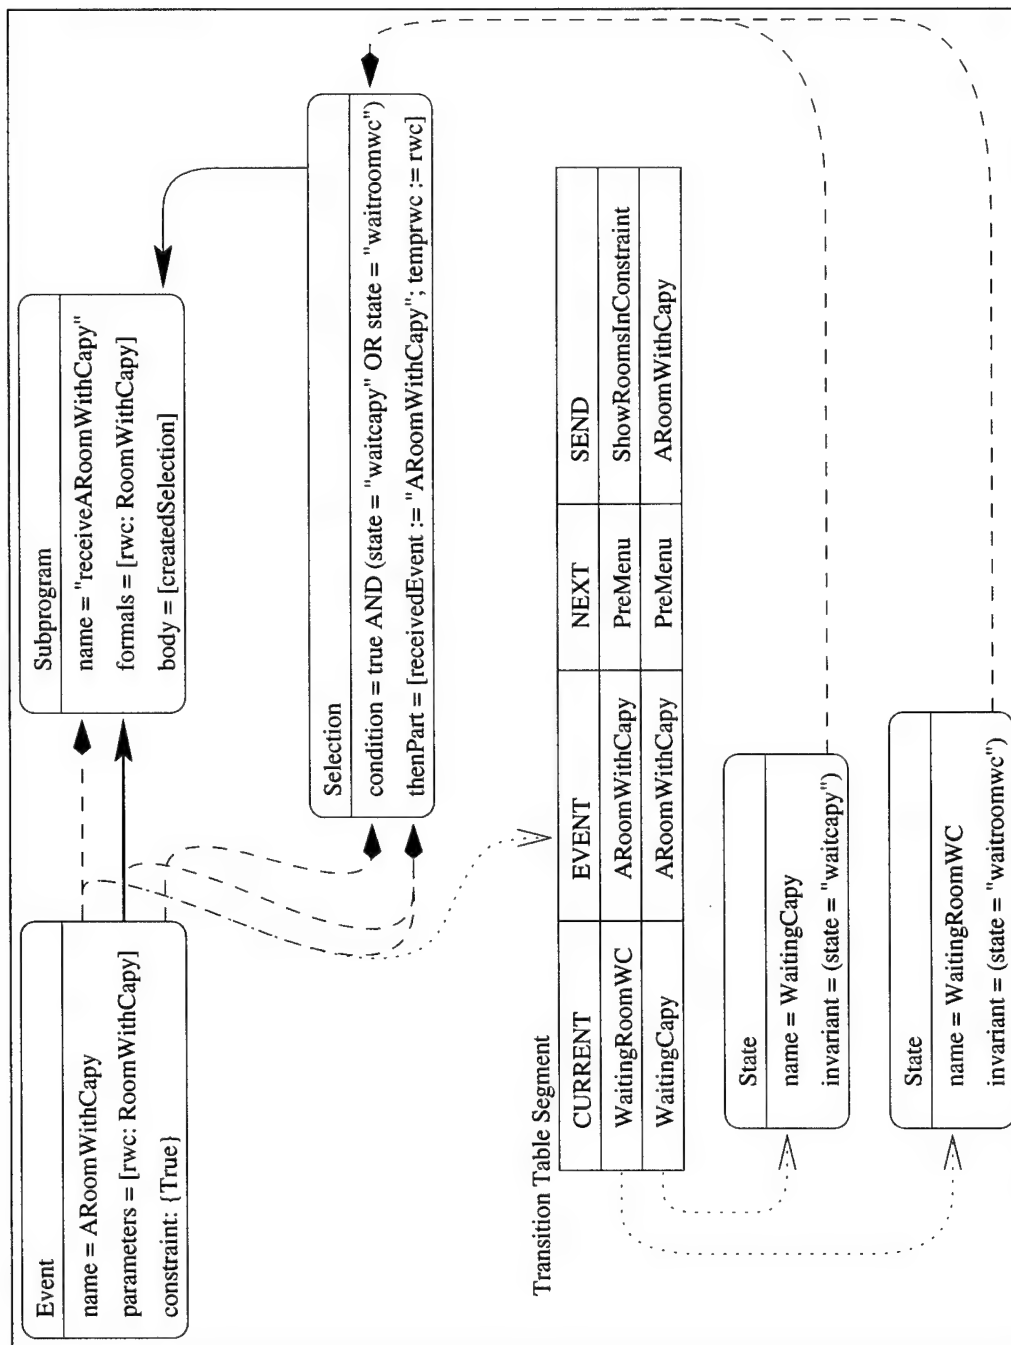 Event
name = ARoomWithCapy
parameters = [rwc: RoomWithCapy]
constraint: {True}
Subprogram
name = "receiveARoomWithCapy"
formals = [rwc: RoomWithCapy]
body = [createdSelection]
Selection
condition = true AND (state = "waitcapy" OR state = "waitroomwc")
thenPart = [receivedEvent := "ARoomWithCapy"; temprwc := rwc]
Transition Table Segment
CURRENT EVENT NEXT SEND
WaitingRoomWC ARoomWithCapy PreMenu ShowRoomsInConstraint
WaitingCapy ARoomWithCapy PreMenu ARoomWithCapy
State
name = WaitingCapy
invariant = (state = "waitcapy")
State
name = WaitingRoomWC
invariant = (state = "waitroomwc")